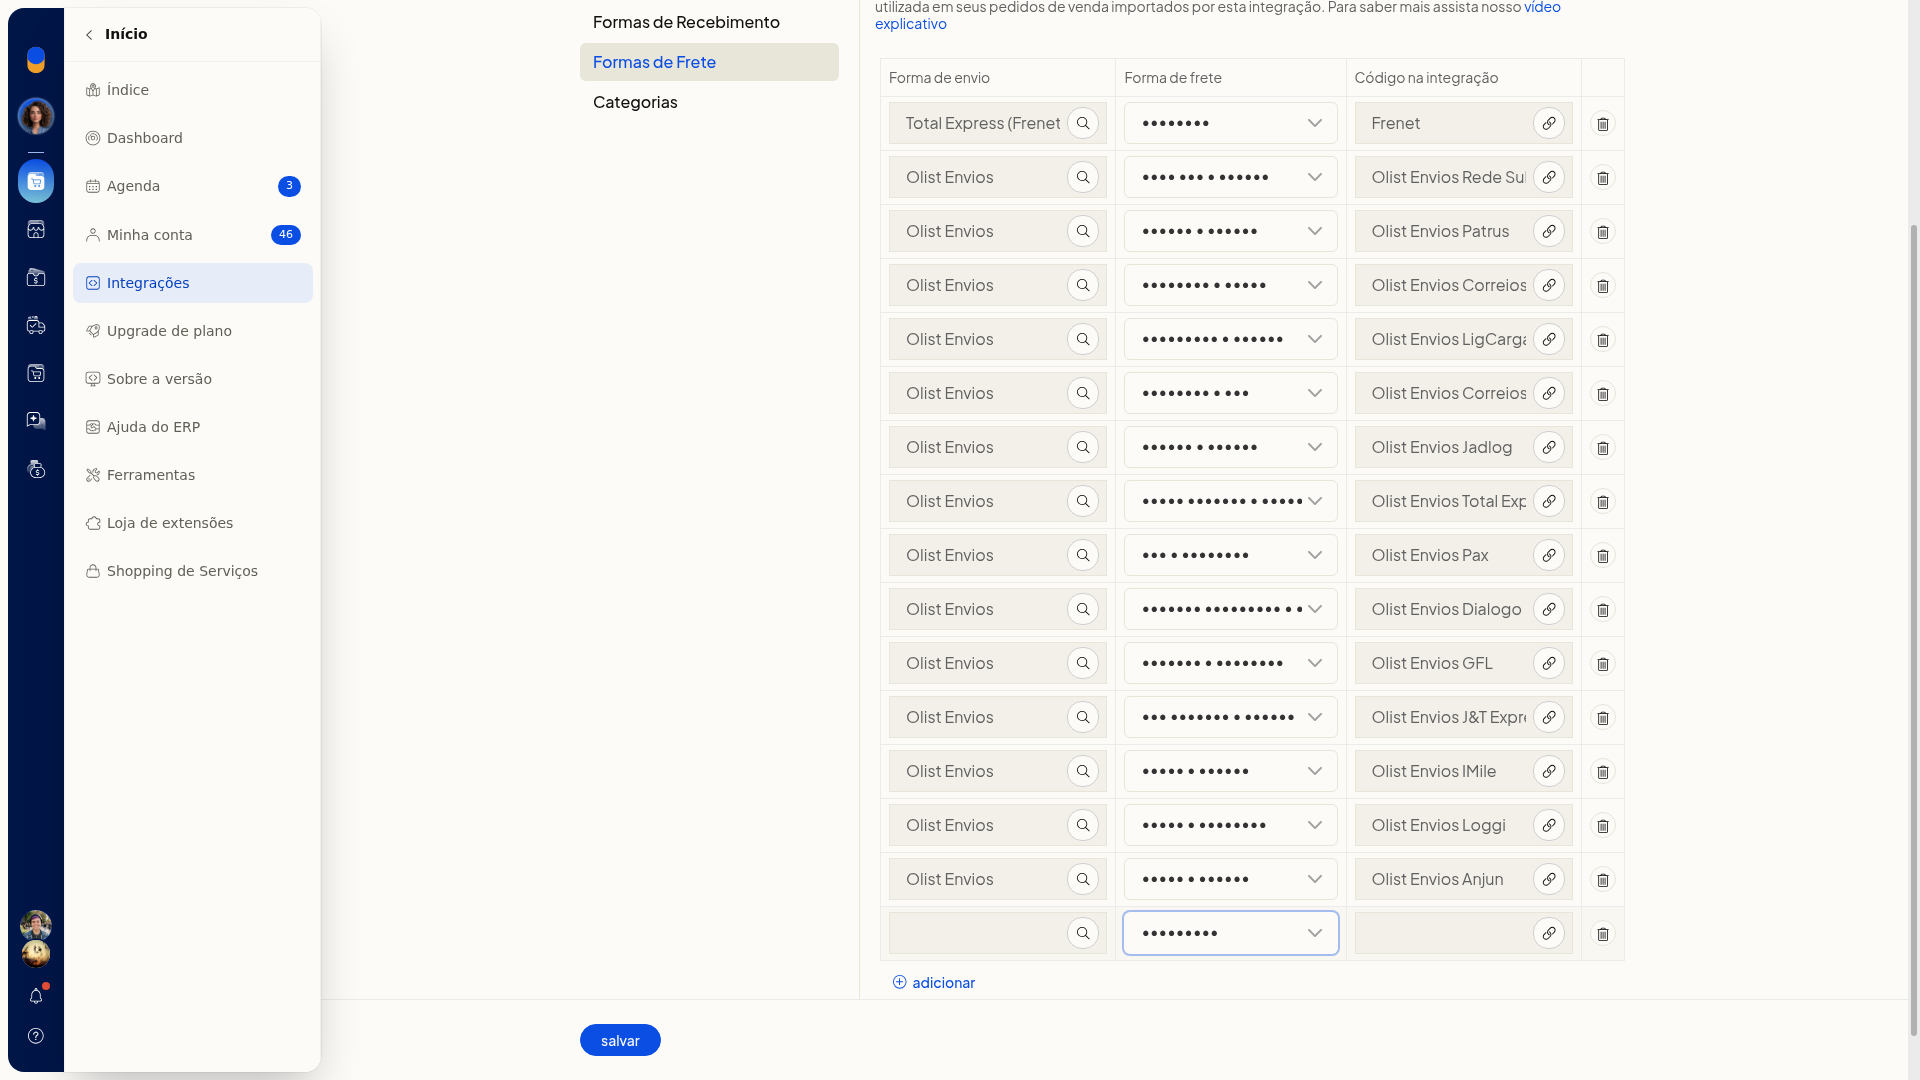 Início
Índice
Dashboard
Agenda 3
Minha conta 46
Integrações
Upgrade de plano
Sobre a versão
Ajuda do ERP
Ferramentas
Loja de extensões
Shopping de Serviços
Formas de Recebimento
Formas de Frete
Categorias
utilizada em seus pedidos de venda importados por esta integração. Para saber mais assista nosso vídeo
explicativo
Forma de envio Forma de frete Código na integração
Total Express (Frenet •••••••• Frenet
Olist Envios •••• ••• • •••••• Olist Envios Rede Su
Olist Envios •••••• • •••••• Olist Envios Patrus
Olist Envios •••••••• • ••••• Olist Envios Correios
Olist Envios ••••••••• • •••••• Olist Envios LigCarga
Olist Envios •••••••• • ••• Olist Envios Correios
Olist Envios •••••• • •••••• Olist Envios Jadlog
Olist Envios ••••• ••••••• • ••••• Olist Envios Total Exp
Olist Envios ••• • •••••••• Olist Envios Pax
Olist Envios ••••••• ••••••••• • • Olist Envios Dialogo
Olist Envios ••••••• • •••••••• Olist Envios GFL
Olist Envios ••• ••••••• • •••••• Olist Envios J&T Expre
Olist Envios ••••• • •••••• Olist Envios IMile
Olist Envios ••••• • •••••••• Olist Envios Loggi
Olist Envios ••••• • •••••• Olist Envios Anjun
•••••••••
adicionar
salvar